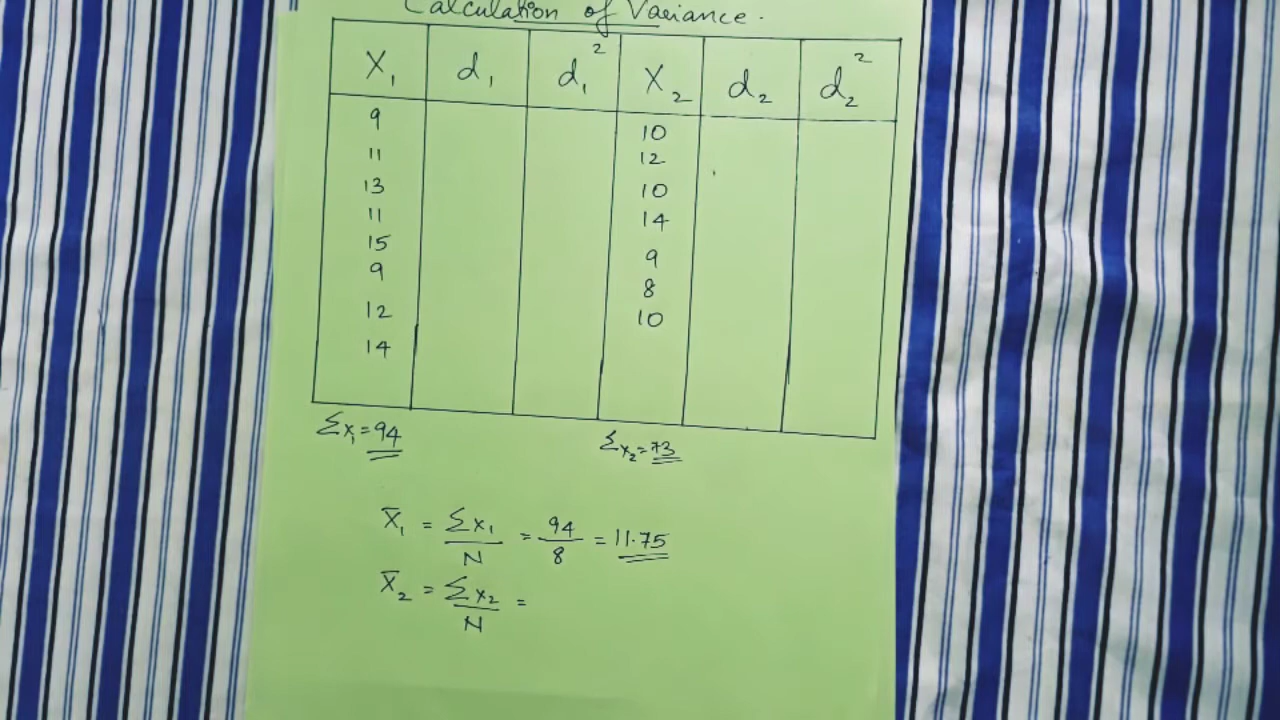 Calculation of Variance.
X₁ d₁ d₁² X₂ d₂ d₂²
9 10
11 12
13 10
11 14
15 9
9 8
12 10
14
Σx₁=94 Σx₂=73
X̄₁ = Σx₁/N = 94/8 = 11.75
X̄₂ = Σx₂/N =